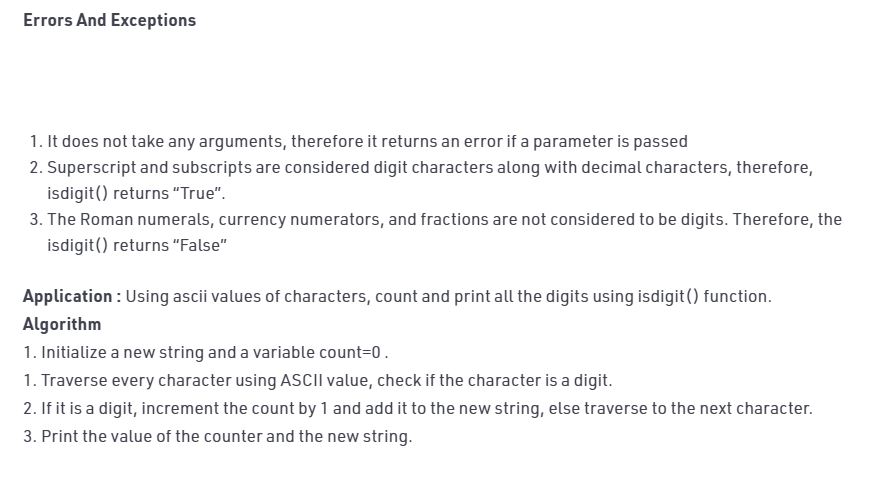 Errors And Exceptions
1. It does not take any arguments, therefore it returns an error if a parameter is passed
2. Superscript and subscripts are considered digit characters along with decimal characters, therefore,
isdigit() returns “True”.
3. The Roman numerals, currency numerators, and fractions are not considered to be digits. Therefore, the
isdigit() returns “False”
Application : Using ascii values of characters, count and print all the digits using isdigit() function.
Algorithm
1. Initialize a new string and a variable count=0 .
1. Traverse every character using ASCII value, check if the character is a digit.
2. If it is a digit, increment the count by 1 and add it to the new string, else traverse to the next character.
3. Print the value of the counter and the new string.